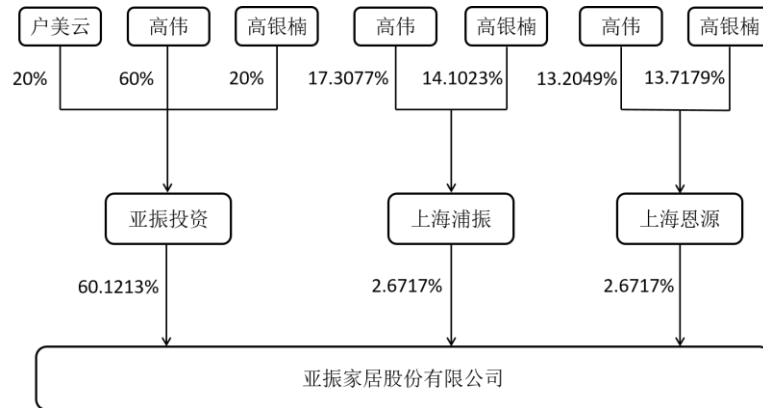 户美云 高伟 高银楠 高伟 高银楠 高伟 高银楠
20% 60% 20% 17.3077% 14.1023% 13.2049% 13.7179%
亚振投资 上海浦振 上海恩源
60.1213% 2.6717% 2.6717%
亚振家居股份有限公司